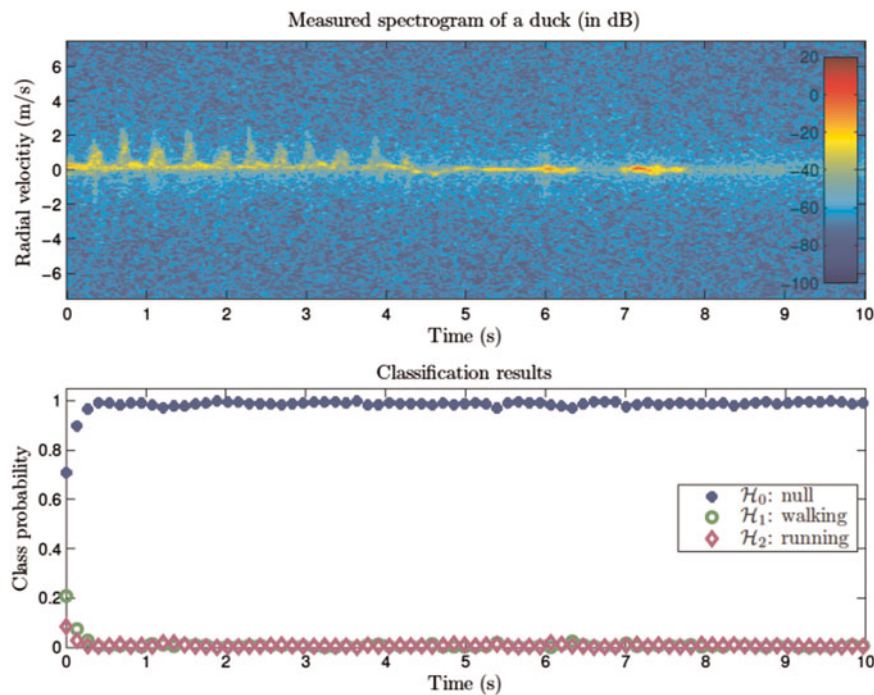 Measured spectrogram of a duck (in dB)
Radial velocitiy (m/s)
6
4
2
0
−2
−4
−6
20
0
−20
−40
−60
−80
−100
0 1 2 3 4 5 6 7 8 9 10
Time (s)
Classification results
Class probability
1
0.8
0.6
0.4
0.2
0
H₀: null
H₁: walking
H₂: running
0 1 2 3 4 5 6 7 8 9 10
Time (s)